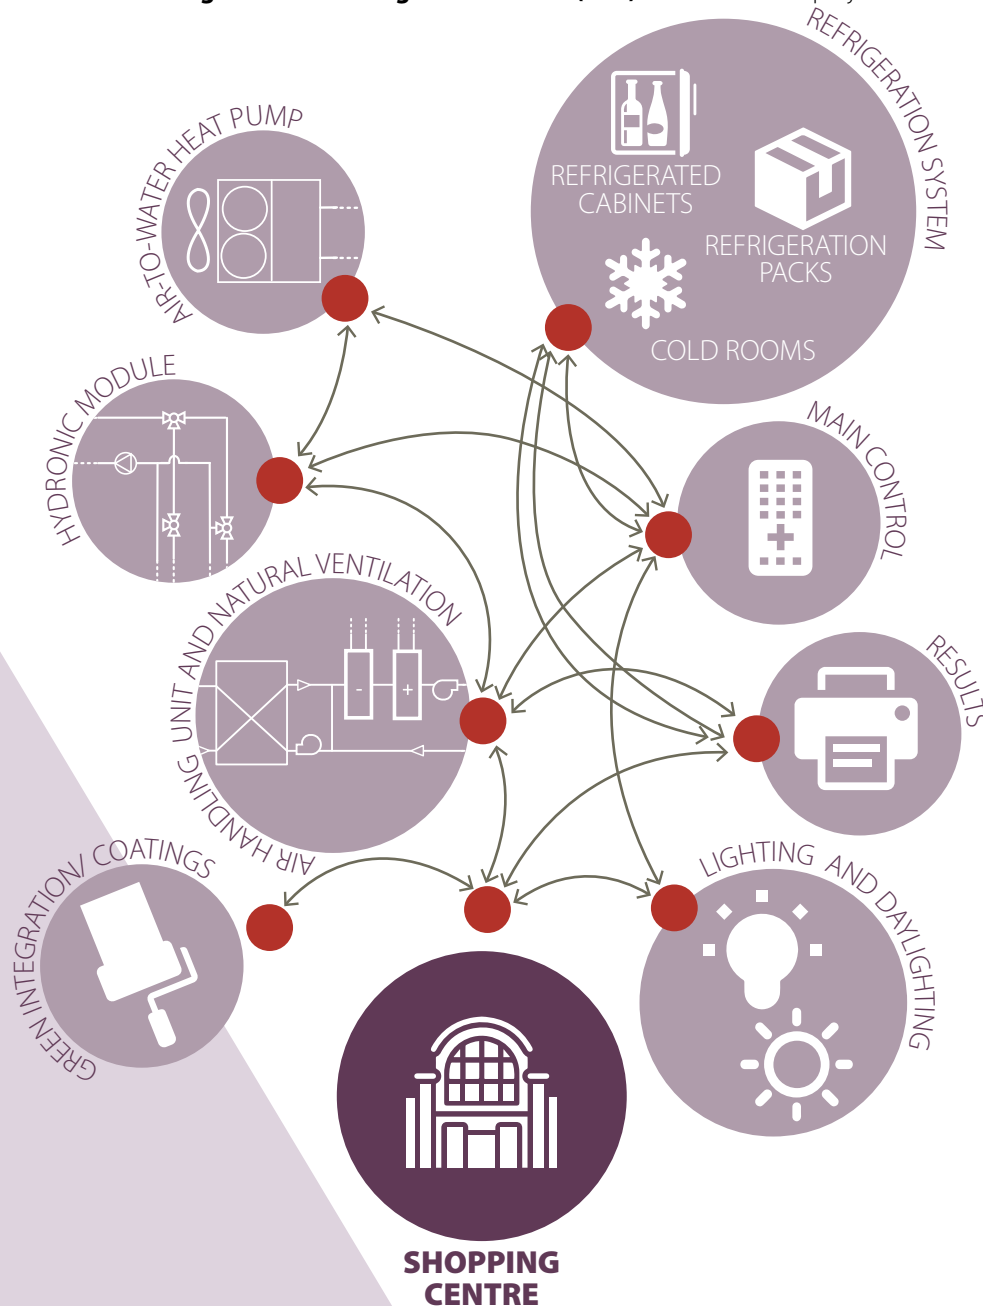 AIR-TO-WATER HEAT PUMP
REFRIGERATION SYSTEM
REFRIGERATED
CABINETS
REFRIGERATION
PACKS
COLD ROOMS
HYDRONIC MODULE
MAIN CONTROL
AIR HANDLING UNIT AND NATURAL VENTILATION
- +
RESULTS
GREEN INTEGRATION/ COATINGS
LIGHTING AND DAYLIGHTING
SHOPPING
CENTRE